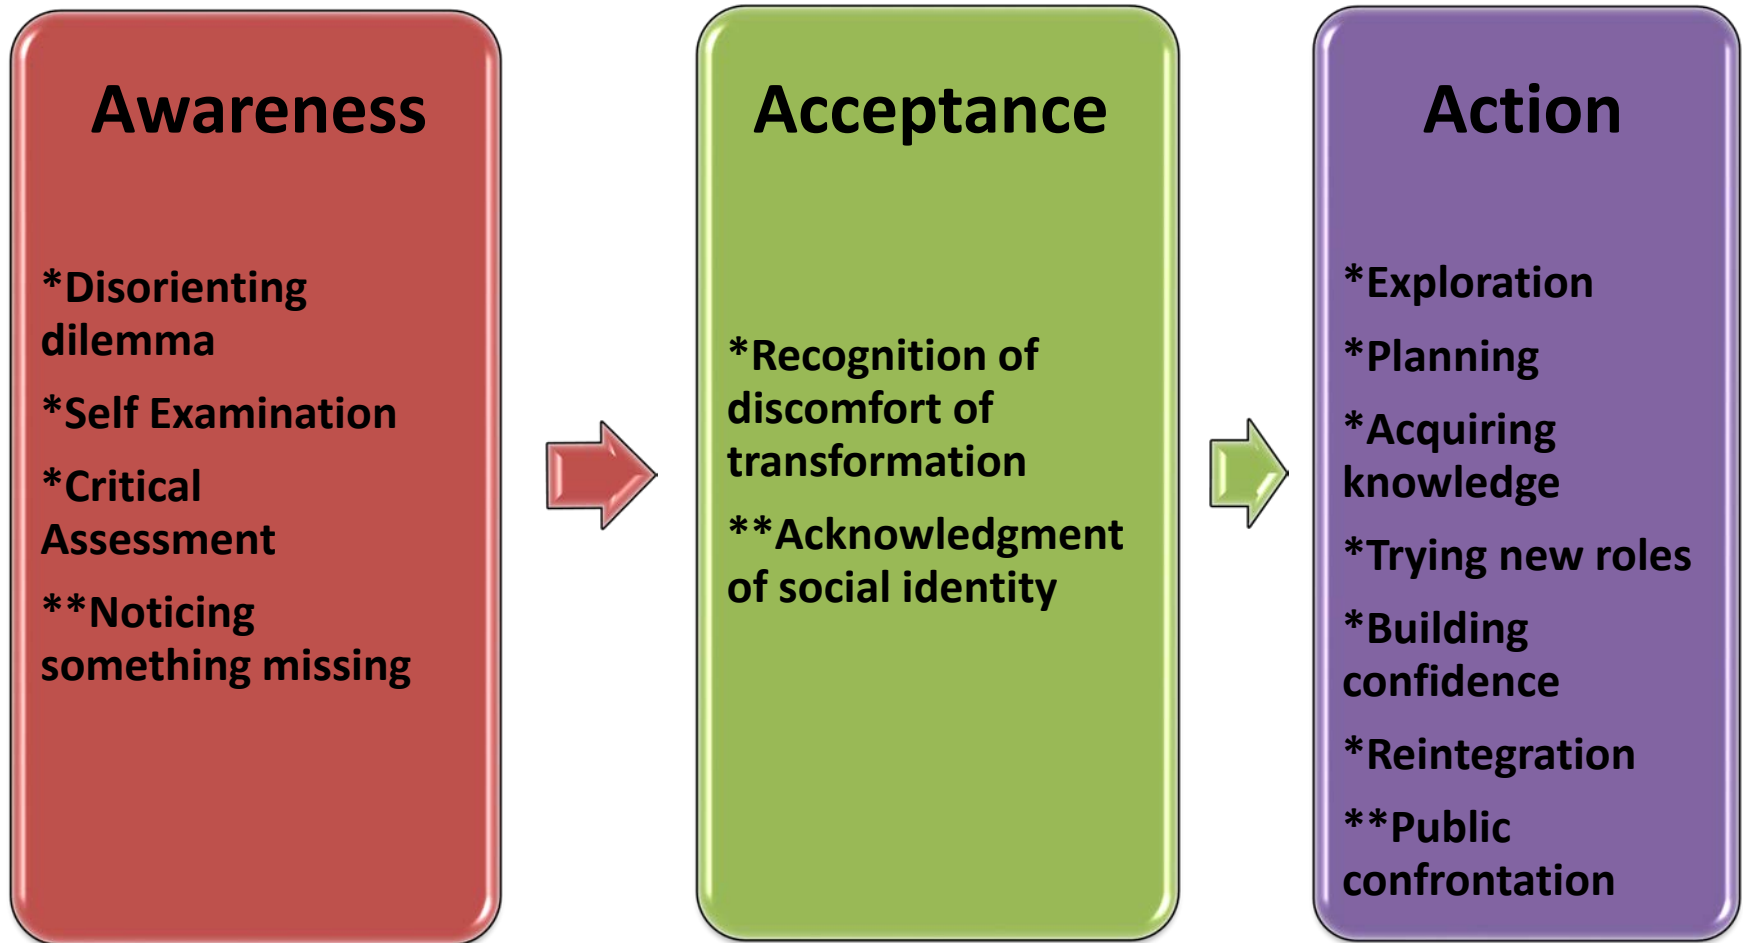 Awareness
*Disorienting
dilemma
*Self Examination
*Critical
Assessment
**Noticing
something missing
Acceptance
*Recognition of
discomfort of
transformation
**Acknowledgment
of social identity
Action
*Exploration
*Planning
*Acquiring
knowledge
*Trying new roles
*Building
confidence
*Reintegration
**Public
confrontation